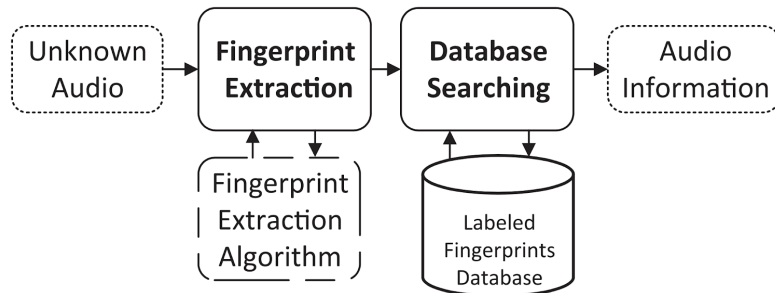 Unknown
Audio
Fingerprint
Extraction
Database
Searching
Audio
Information
Fingerprint
Extraction
Algorithm
Labeled
Fingerprints
Database